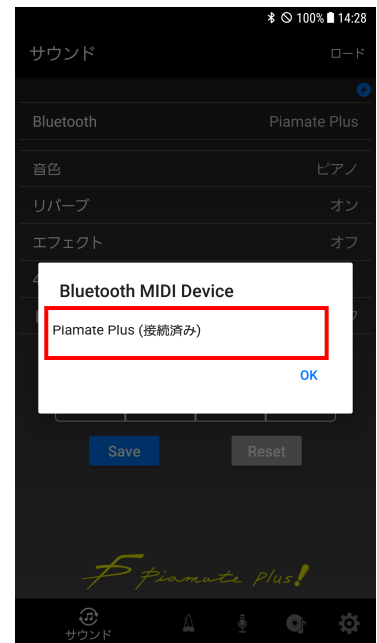 100% 14:28
サウンド ロード
Bluetooth Piamate Plus
音色 ピアノ
リバーブ オン
エフェクト オフ
Bluetooth MIDI Device
Piamate Plus (接続済み)
OK
Save Reset
Piamate Plus!
サウンド